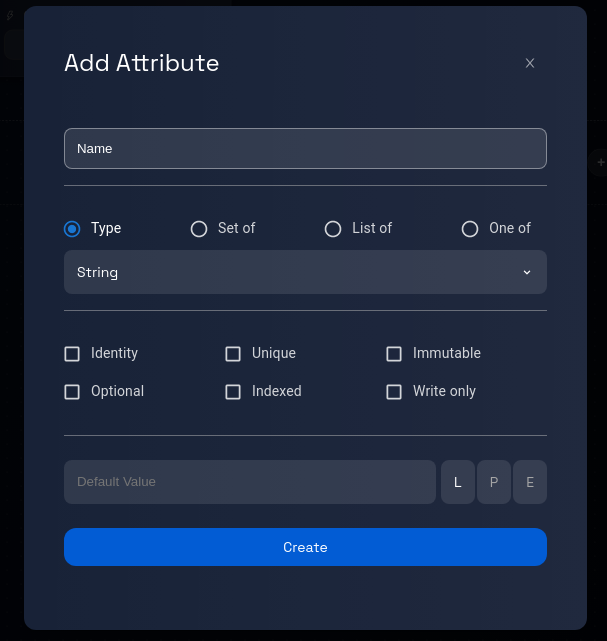 Add Attribute
Name
Type Set of List of One of
String
Identity Unique Immutable
Optional Indexed Write only
Default Value L P E
Create